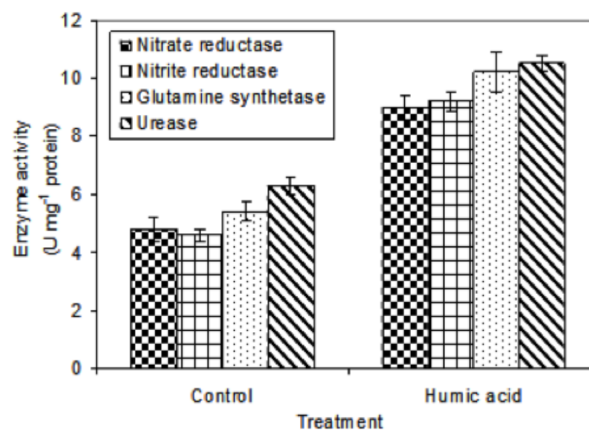 12
10
8
6
4
2
0
Enzyme activity
(U mg⁻¹ protein)
Nitrate reductase
Nitrite reductase
Glutamine synthetase
Urease
Control
Humic acid
Treatment